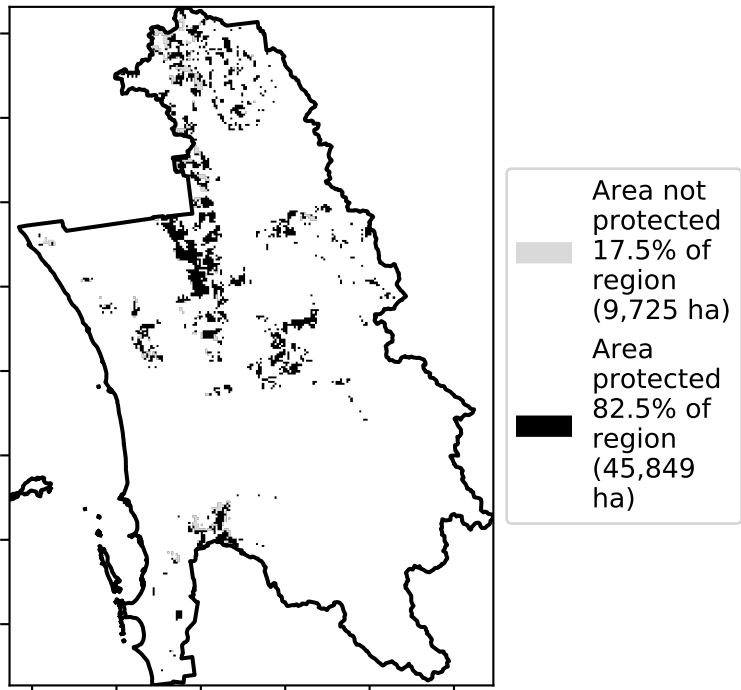 Area not
protected
17.5% of
region
(9,725 ha)
Area
protected
82.5% of
region
(45,849
ha)